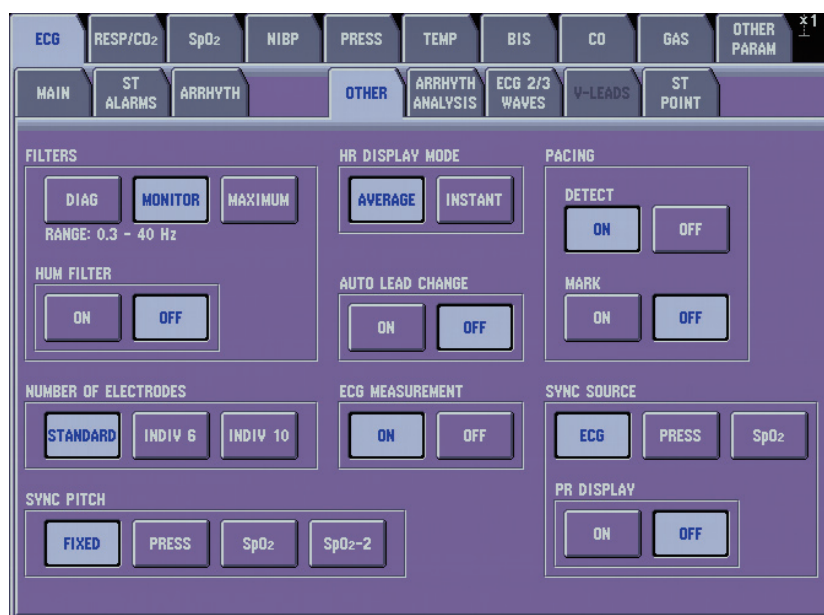 ECG RESP/CO₂ SpO₂ NIBP PRESS TEMP BIS CO GAS OTHER PARAM
×1
MAIN ST ALARMS ARRHYTH OTHER ARRHYTH ANALYSIS ECG 2/3 WAVES V-LEADS ST POINT
FILTERS
DIAG MONITOR MAXIMUM
RANGE: 0.3 - 40 Hz
HUM FILTER
ON OFF
HR DISPLAY MODE
AVERAGE INSTANT
AUTO LEAD CHANGE
ON OFF
PACING
DETECT
ON OFF
MARK
ON OFF
NUMBER OF ELECTRODES
STANDARD INDIV 6 INDIV 10
ECG MEASUREMENT
ON OFF
SYNC SOURCE
ECG PRESS SpO₂
PR DISPLAY
ON OFF
SYNC PITCH
FIXED PRESS SpO₂ SpO₂-2